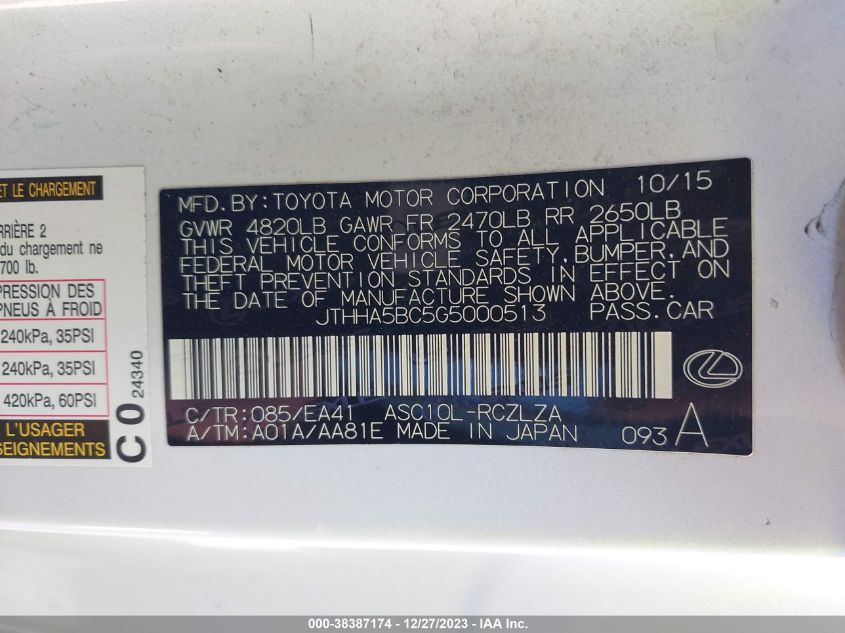 ET LE CHARGEMENT
RRIÈRE 2
du chargement ne
700 lb.
PRESSION DES
PNEUS À FROID
240kPa, 35PSI
240kPa, 35PSI
420kPa, 60PSI
L'USAGER
SEIGNEMENTS
C 0 24340
MFD. BY: TOYOTA MOTOR CORPORATION 10/15
GVWR 4820LB GAWR FR 2470LB RR 2650LB
THIS VEHICLE CONFORMS TO ALL APPLICABLE
FEDERAL MOTOR VEHICLE SAFETY, BUMPER, AND
THEFT PREVENTION STANDARDS IN EFFECT ON
THE DATE OF MANUFACTURE SHOWN ABOVE.
JTHHA5BC5G5000513 PASS. CAR
C/TR: 085/EA41 ASC10L-RCZLZA
A/TM: A01A/AA81E MADE IN JAPAN 093 A
000-38387174 - 12/27/2023 - IAA Inc.